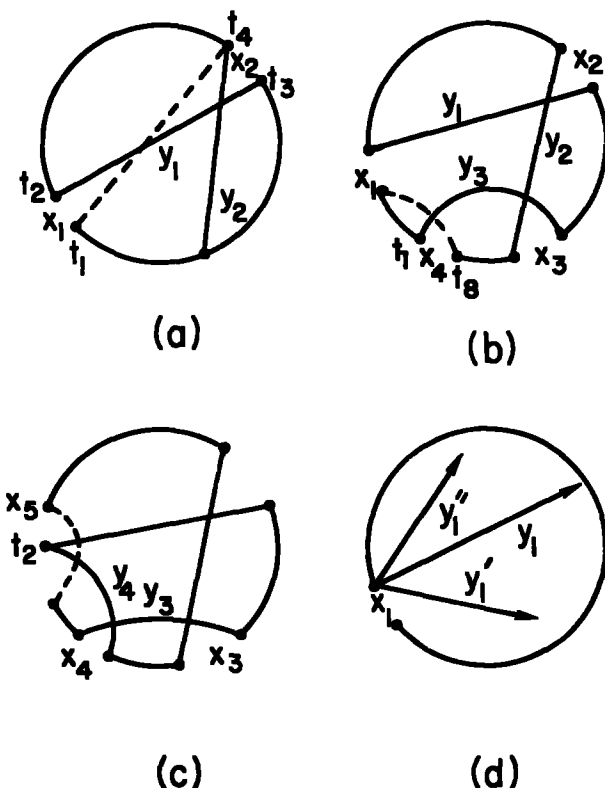 t₄
x₂
t₃
t₂
y₁
x₁
y₂
t₁
(a)
x₂
y₁
y₂
x₁
y₃
t₁ x₄
t₈
x₃
(b)
x₅
t₂
y₄ y₃
x₄
x₃
(c)
y₁″
y₁
y₁′
x₁
(d)